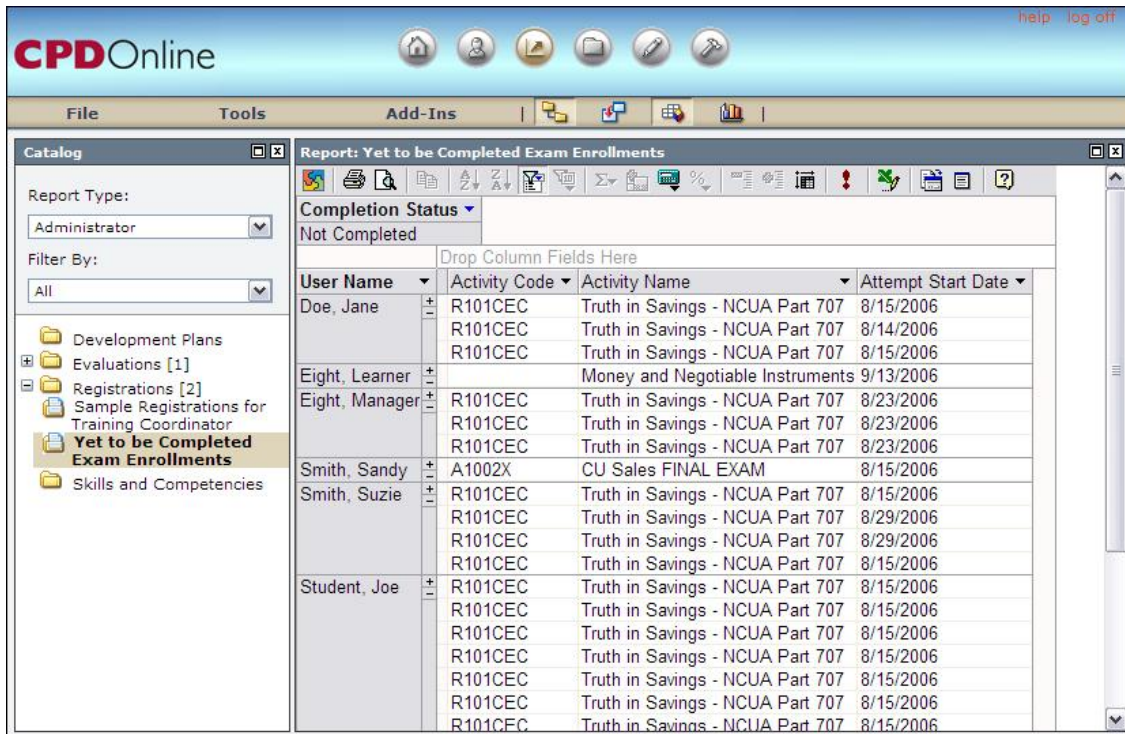 help log off
CPDOnline
File Tools Add-Ins
Catalog
Report Type:
Administrator
Filter By:
All
Development Plans
Evaluations [1]
Registrations [2]
Sample Registrations for
Training Coordinator
Yet to be Completed
Exam Enrollments
Skills and Competencies
Report: Yet to be Completed Exam Enrollments
Completion Status
Not Completed
Drop Column Fields Here
User Name Activity Code Activity Name Attempt Start Date
Doe, Jane R101CEC Truth in Savings - NCUA Part 707 8/15/2006
R101CEC Truth in Savings - NCUA Part 707 8/14/2006
R101CEC Truth in Savings - NCUA Part 707 8/15/2006
Eight, Learner Money and Negotiable Instruments 9/13/2006
Eight, Manager R101CEC Truth in Savings - NCUA Part 707 8/23/2006
R101CEC Truth in Savings - NCUA Part 707 8/23/2006
R101CEC Truth in Savings - NCUA Part 707 8/23/2006
Smith, Sandy A1002X CU Sales FINAL EXAM 8/15/2006
Smith, Suzie R101CEC Truth in Savings - NCUA Part 707 8/15/2006
R101CEC Truth in Savings - NCUA Part 707 8/29/2006
R101CEC Truth in Savings - NCUA Part 707 8/29/2006
R101CEC Truth in Savings - NCUA Part 707 8/15/2006
Student, Joe R101CEC Truth in Savings - NCUA Part 707 8/15/2006
R101CEC Truth in Savings - NCUA Part 707 8/15/2006
R101CEC Truth in Savings - NCUA Part 707 8/15/2006
R101CEC Truth in Savings - NCUA Part 707 8/15/2006
R101CEC Truth in Savings - NCUA Part 707 8/15/2006
R101CEC Truth in Savings - NCUA Part 707 8/15/2006
R101CEC Truth in Savings - NCUA Part 707 8/15/2006